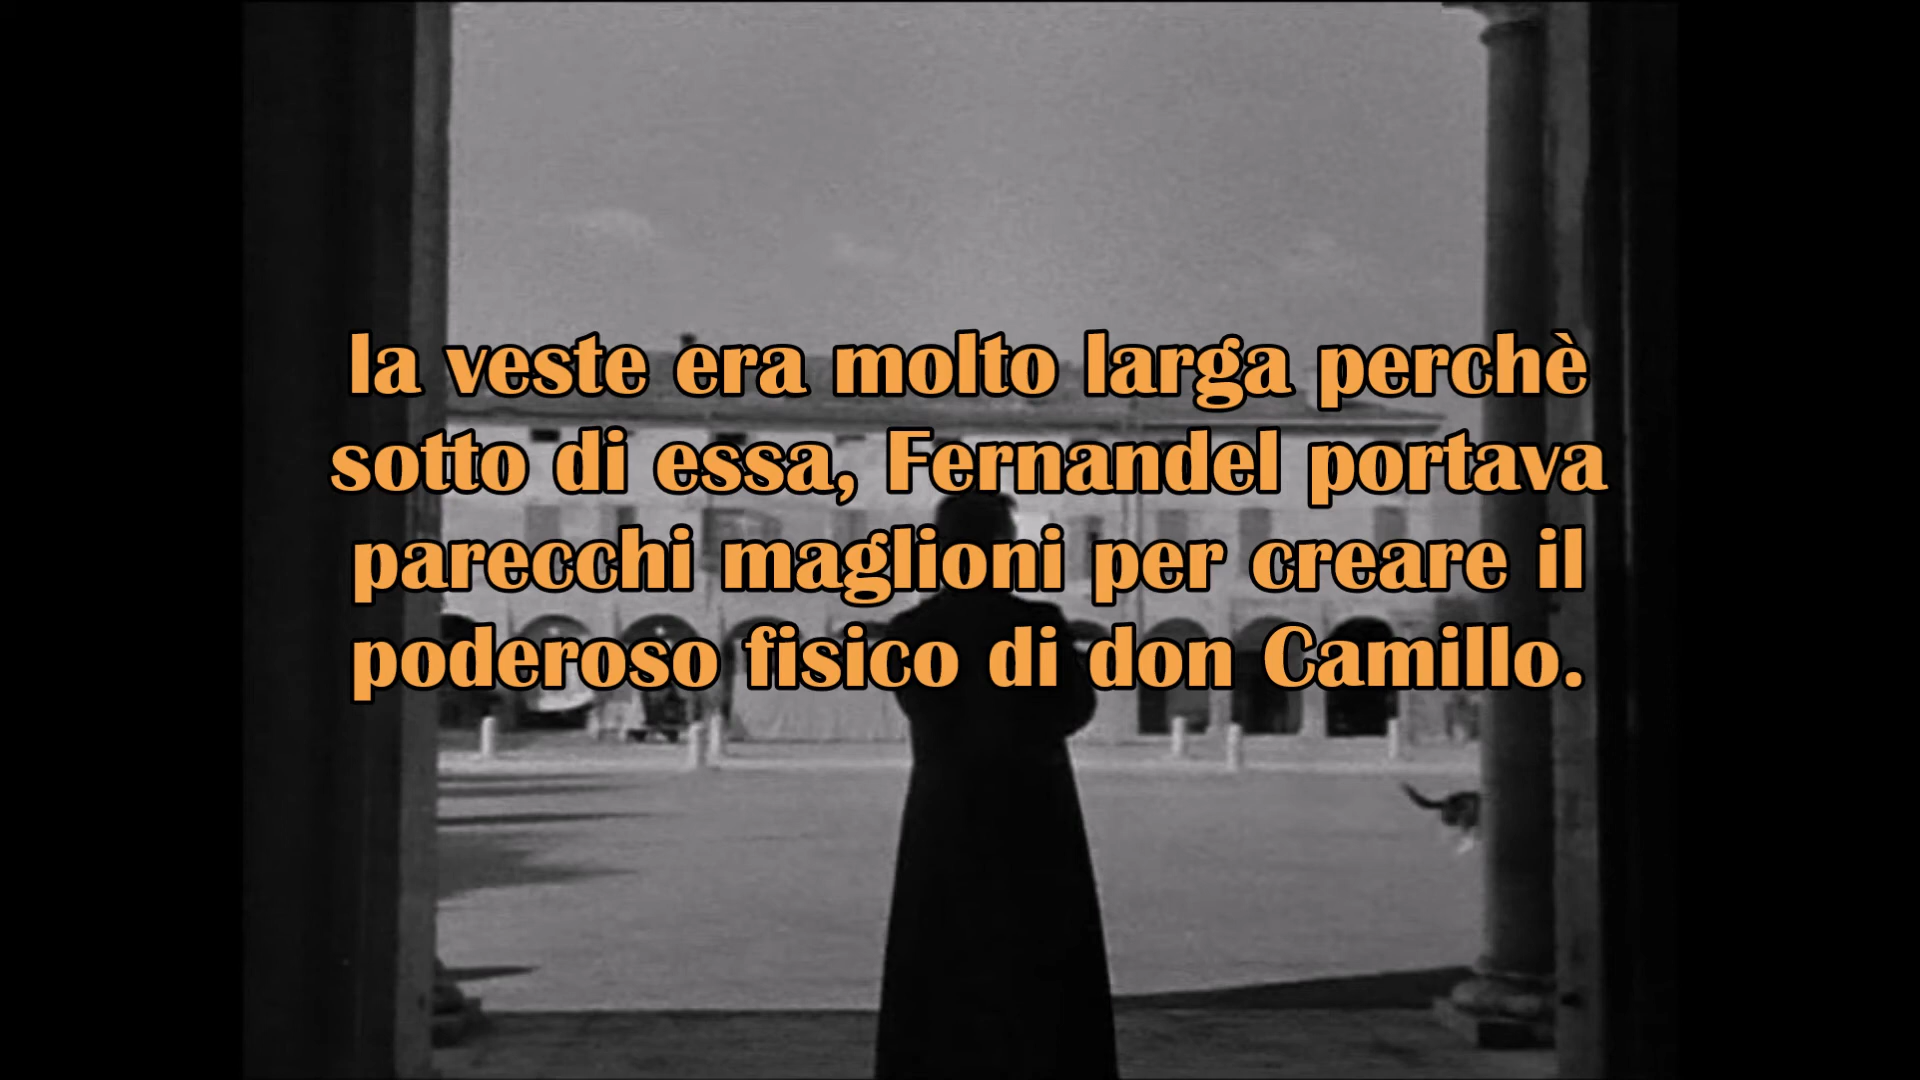 la veste era molto larga perchè
sotto di essa, Fernandel portava
parecchi maglioni per creare il
poderoso fisico di don Camillo.